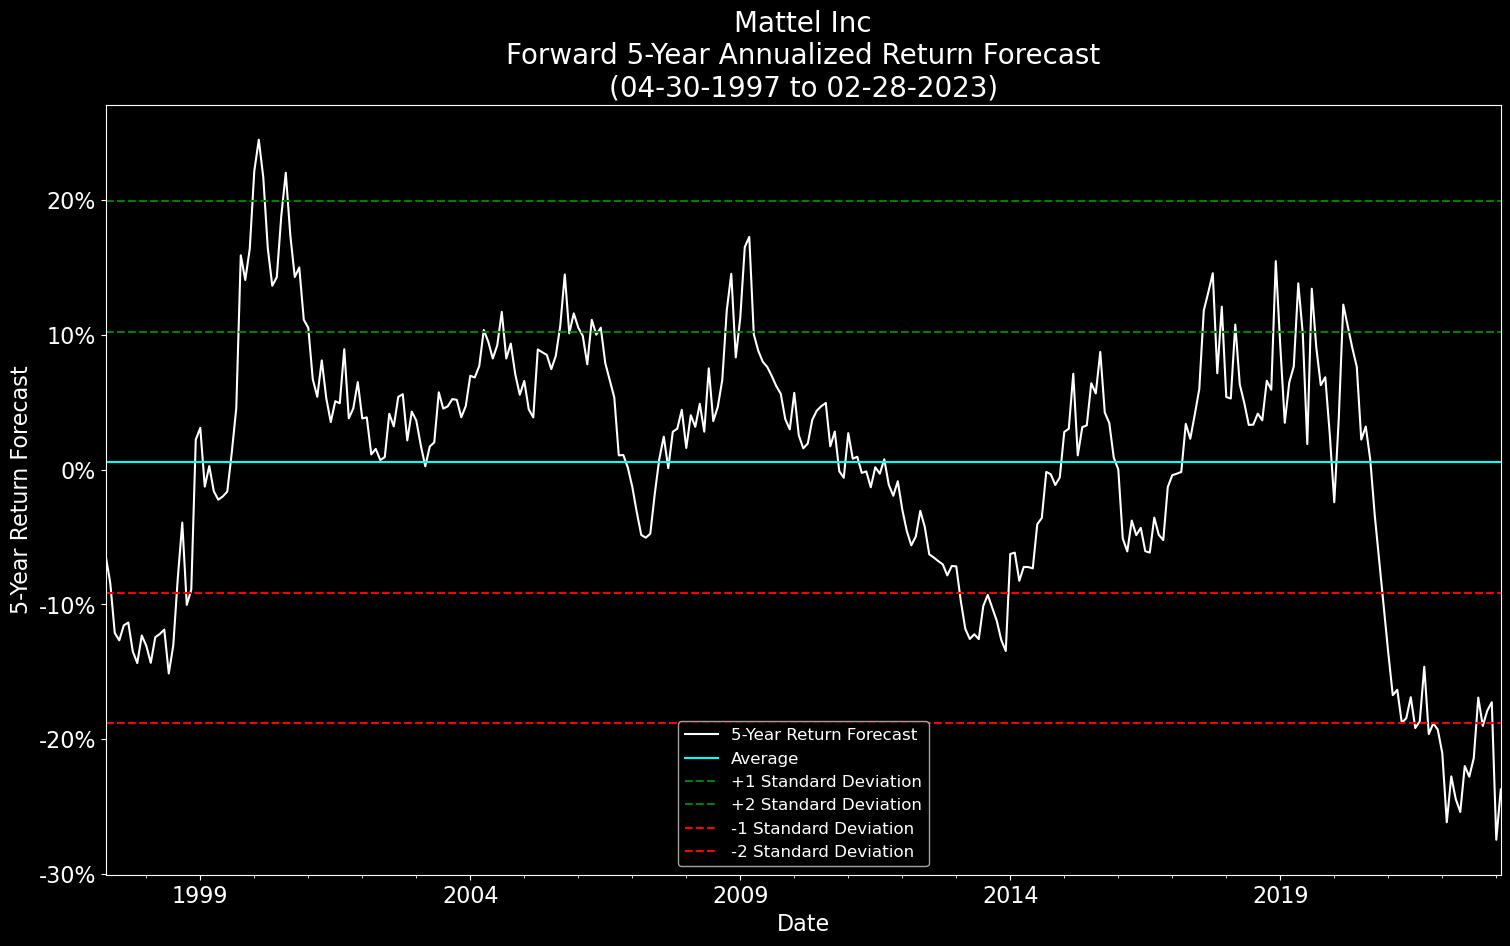 Mattel Inc
Forward 5-Year Annualized Return Forecast
(04-30-1997 to 02-28-2023)
5-Year Return Forecast
20%
10%
0%
-10%
-20%
-30%
5-Year Return Forecast
Average
+1 Standard Deviation
+2 Standard Deviation
-1 Standard Deviation
-2 Standard Deviation
1999 2004 2009 2014 2019
Date